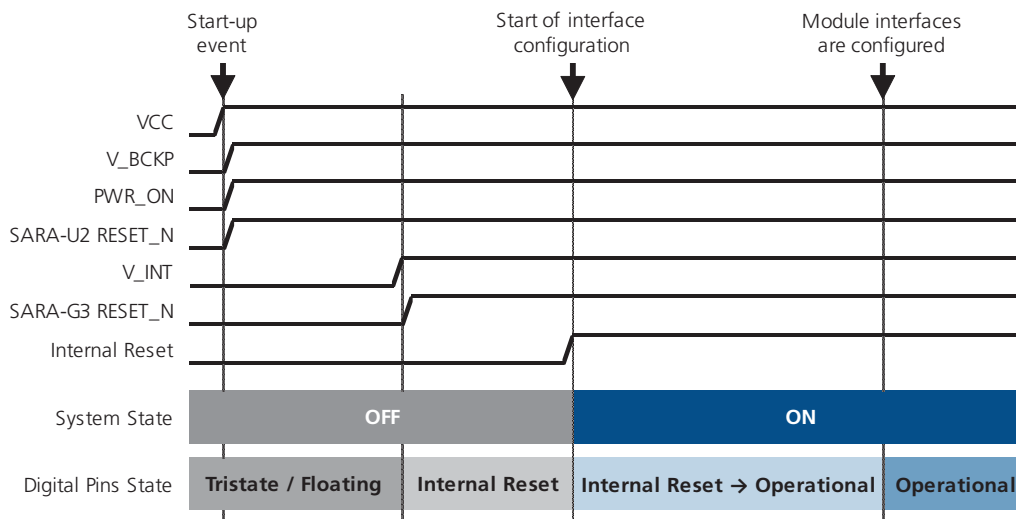 Start-up
event
Start of interface
configuration
Module interfaces
are configured
VCC
V_BCKP
PWR_ON
SARA-U2 RESET_N
V_INT
SARA-G3 RESET_N
Internal Reset
System State
OFF
ON
Digital Pins State
Tristate / Floating
Internal Reset
Internal Reset → Operational
Operational